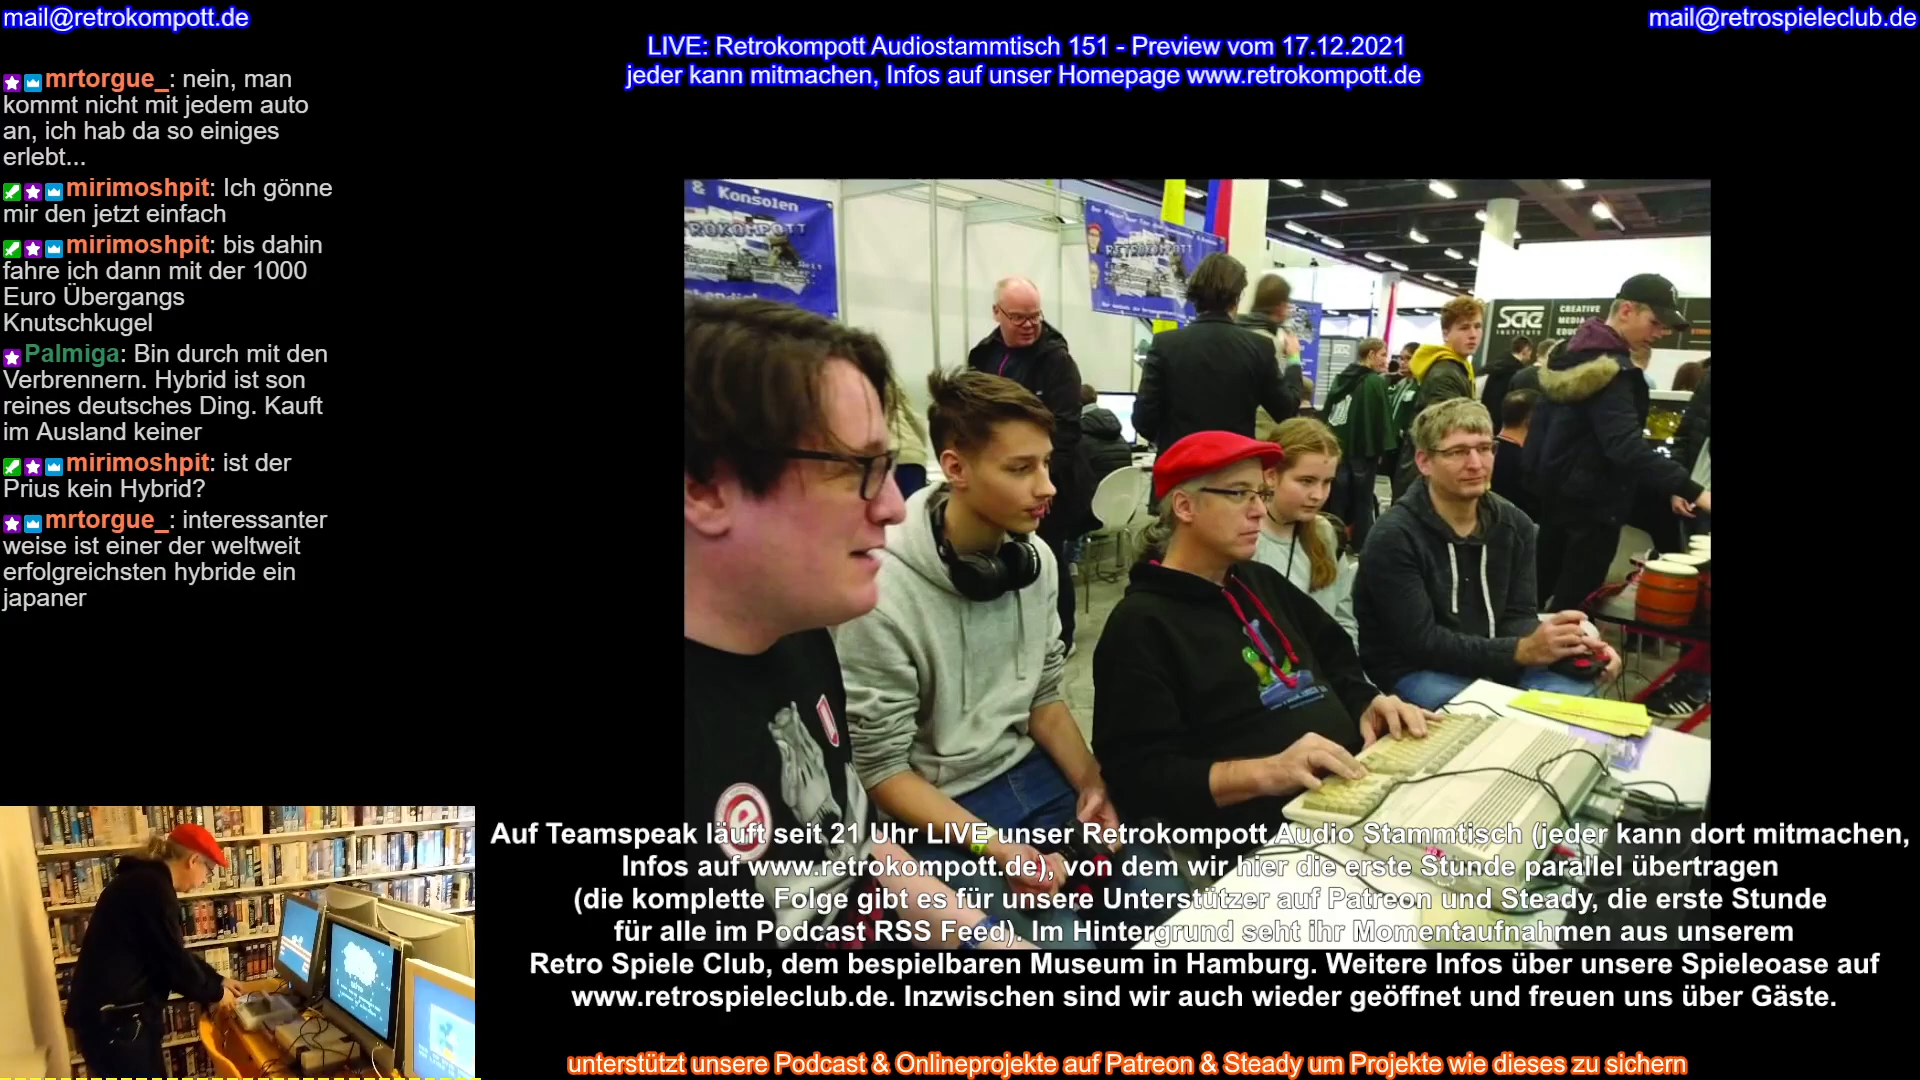 mail@retrokompott.de
mail@retrospieleclub.de
LIVE: Retrokompott Audiostammtisch 151 - Preview vom 17.12.2021
jeder kann mitmachen, Infos auf unser Homepage www.retrokompott.de
mrtorgue_: nein, man
kommt nicht mit jedem auto
an, ich hab da so einiges
erlebt...
mirimoshpit: Ich gönne
mir den jetzt einfach
mirimoshpit: bis dahin
fahre ich dann mit der 1000
Euro Übergangs
Knutschkugel
Palmiga: Bin durch mit den
Verbrennern. Hybrid ist son
reines deutsches Ding. Kauft
im Ausland keiner
mirimoshpit: ist der
Prius kein Hybrid?
mrtorgue_: interessanter
weise ist einer der weltweit
erfolgreichsten hybride ein
japaner
& Konsolen
ROKOMPOTT
RETROKOMPOTT
SAE
INSTITUTE
CREATIVE
MEDIA
Auf Teamspeak läuft seit 21 Uhr LIVE unser Retrokompott Audio Stammtisch (jeder kann dort mitmachen,
Infos auf www.retrokompott.de), von dem wir hier die erste Stunde parallel übertragen
(die komplette Folge gibt es für unsere Unterstützer auf Patreon und Steady, die erste Stunde
für alle im Podcast RSS Feed). Im Hintergrund seht ihr Momentaufnahmen aus unserem
Retro Spiele Club, dem bespielbaren Museum in Hamburg. Weitere Infos über unsere Spieleoase auf
www.retrospieleclub.de. Inzwischen sind wir auch wieder geöffnet und freuen uns über Gäste.
unterstützt unsere Podcast & Onlineprojekte auf Patreon & Steady um Projekte wie dieses zu sichern